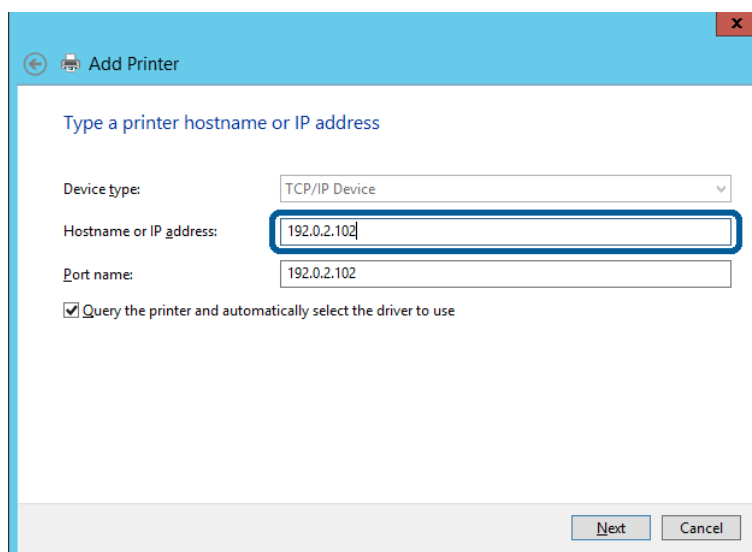 x
Add Printer
Type a printer hostname or IP address
Device type: TCP/IP Device
Hostname or IP address: 192.0.2.102
Port name: 192.0.2.102
Query the printer and automatically select the driver to use
Next Cancel